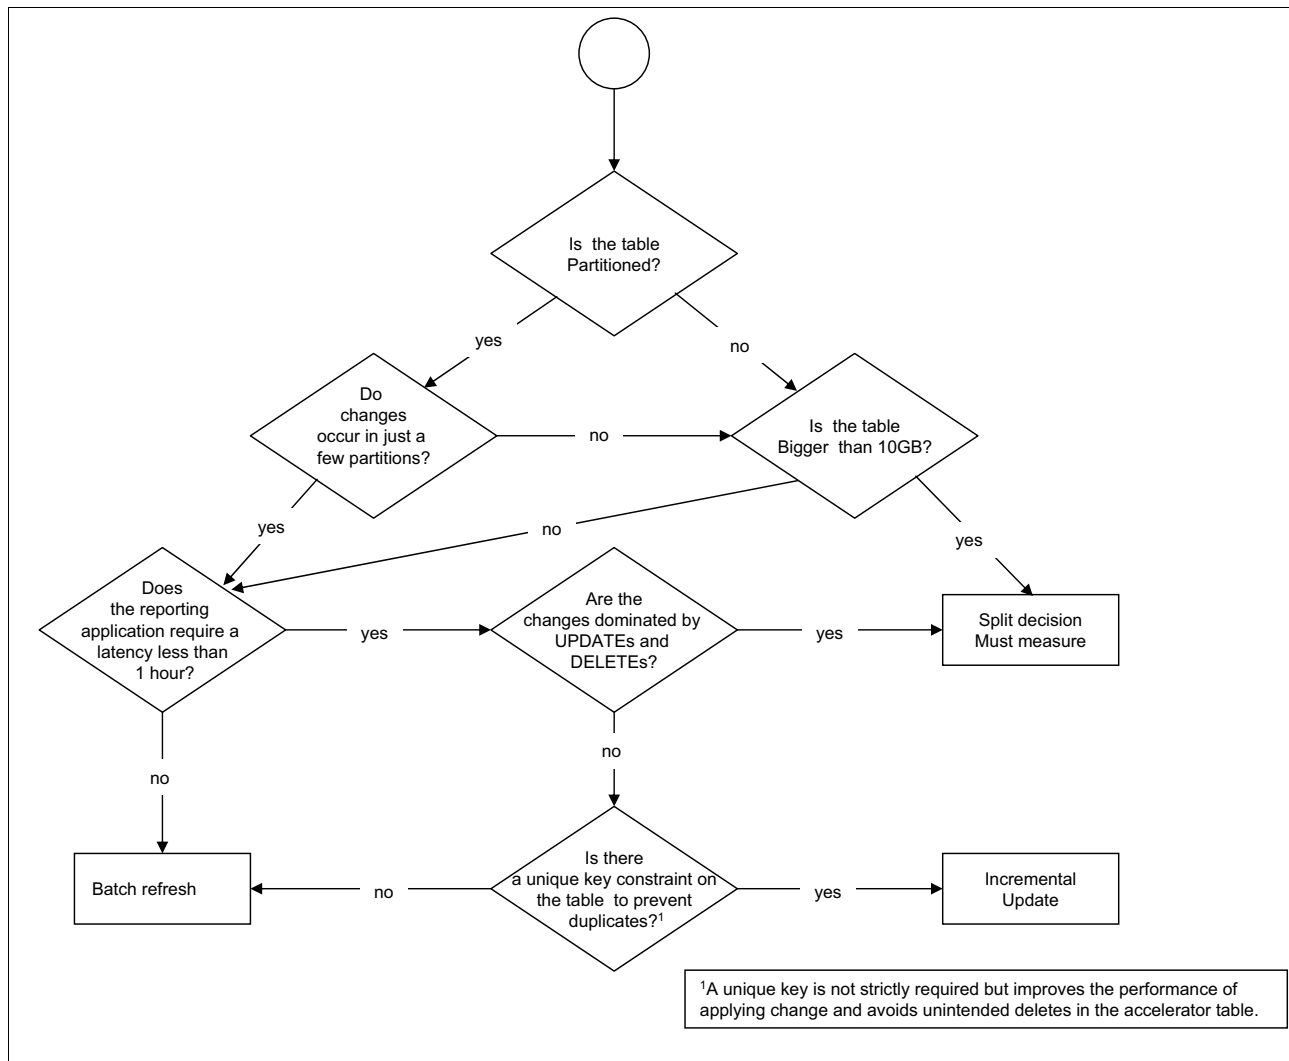 Is the table
Partitioned?
yes
no
Do
changes
occur in just a
few partitions?
no
Is the table
Bigger than 10GB?
yes
no
yes
Does
the reporting
application require a
latency less than
1 hour?
yes
Are the
changes dominated by
UPDATEs and
DELETEs?
yes
Split decision
Must measure
no
no
Batch refresh
no
Is there
a unique key constraint on
the table to prevent
duplicates?¹
yes
Incremental
Update
¹A unique key is not strictly required but improves the performance of
applying change and avoids unintended deletes in the accelerator table.